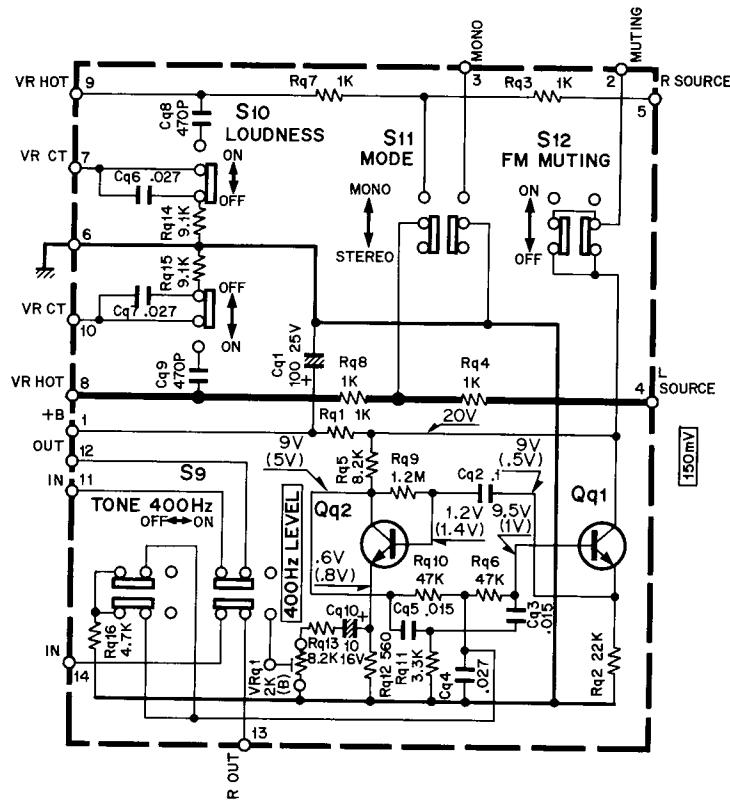 MONO
MUTING
VR HOT
9
3
2
Rq7 1K
Rq3 1K
R SOURCE
5
Cq8
470P
S10
LOUDNESS
S11
MODE
S12
FM MUTING
VR CT
7
Cq6 .027
ON
OFF
MONO
STEREO
ON
OFF
Rq14
9.1K
6
Rq15
9.1K
Cq7 .027
OFF
ON
VR CT
10
Cq9
470P
Cq1
100 25V
+
Rq8
1K
Rq4
1K
VR HOT
8
4
L
SOURCE
+B
1
Rq1 1K
20V
OUT
12
9V
(5V)
Rq5
8.2K
Rq9
1.2M
Cq2 .1
9V
(.5V)
150mV
IN
11
S9
TONE 400Hz
OFF ON
400Hz LEVEL
Qq2
1.2V
(1.4V)
9.5V
(1V)
Qq1
.6V
(.8V)
Rq10
47K
Rq6
47K
Cq10
+
10
16V
Cq5 .015
Cq3
.015
Rq16
4.7K
Rq13
8.2K
Rq12 560
Rq11
3.3K
Cq4
.027
Rq2 22K
IN
14
VRq1
2K
(B)
13
R OUT